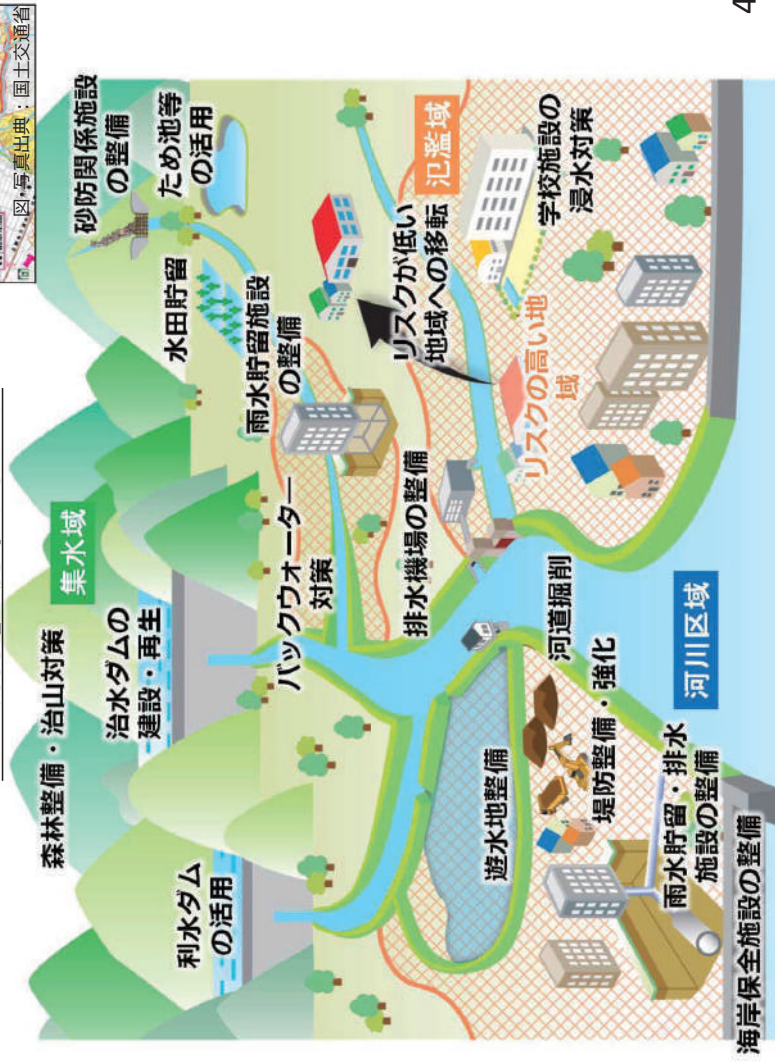 図・写真出典：国土交通省
森林整備・治山対策
集水域
治水ダムの
建設・再生
利水ダム
の活用
砂防関係施設
の整備
ため池等
の活用
水田貯留
雨水貯留施設
の整備
バックウォーター
対策
氾濫域
リスクが低い
地域への移転
排水機場の整備
リスクの高い地
域
学校施設の
浸水対策
遊水地整備
河道掘削
堤防整備・強化
河川区域
雨水貯留・排水
施設の整備
海岸保全施設の整備
4